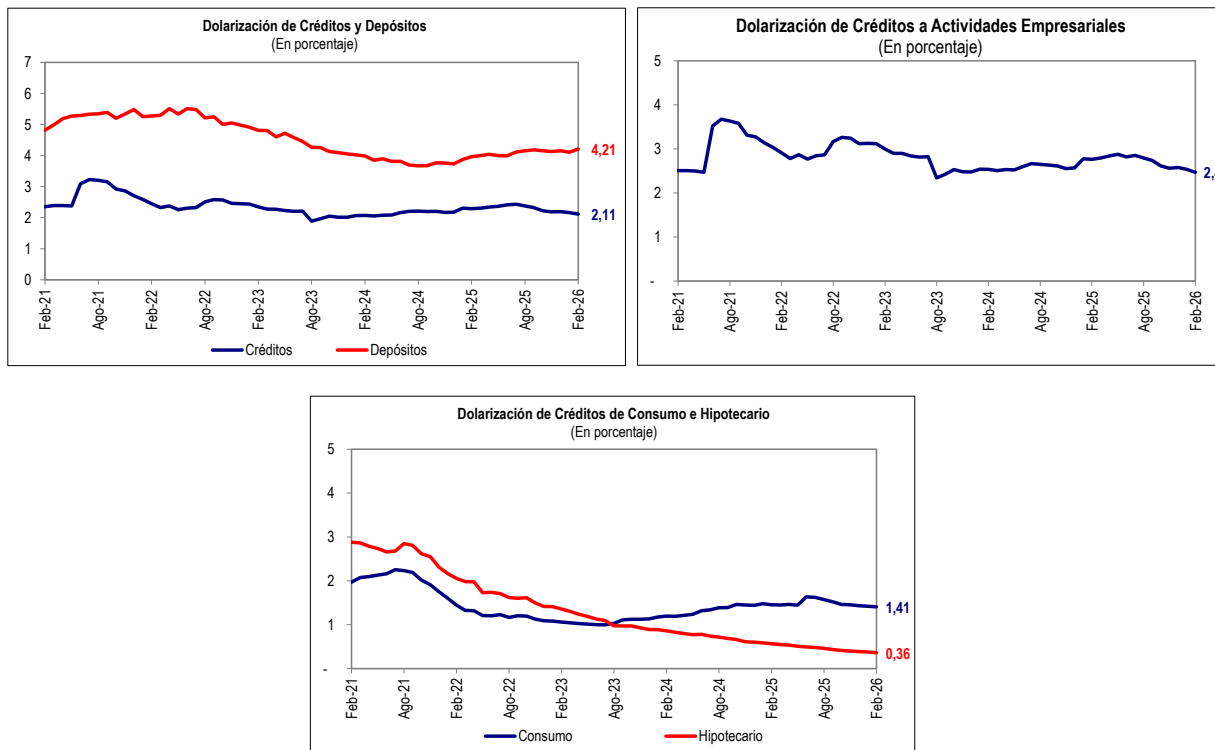 Dolarización de Créditos y Depósitos
(En porcentaje)
7
6
5
4
3
2
1
0
4,21
2,11
Feb-21
Ago-21
Feb-22
Ago-22
Feb-23
Ago-23
Feb-24
Ago-24
Feb-25
Ago-25
Feb-26
Créditos
Depósitos
Dolarización de Créditos a Actividades Empresariales
(En porcentaje)
5
4
3
2
1
-
Feb-21
Ago-21
Feb-22
Ago-22
Feb-23
Ago-23
Feb-24
Ago-24
Feb-25
Ago-25
Feb-26
Dolarización de Créditos de Consumo e Hipotecario
(En porcentaje)
5
4
3
2
1
-
1,41
0,36
Feb-21
Ago-21
Feb-22
Ago-22
Feb-23
Ago-23
Feb-24
Ago-24
Feb-25
Ago-25
Feb-26
Consumo
Hipotecario